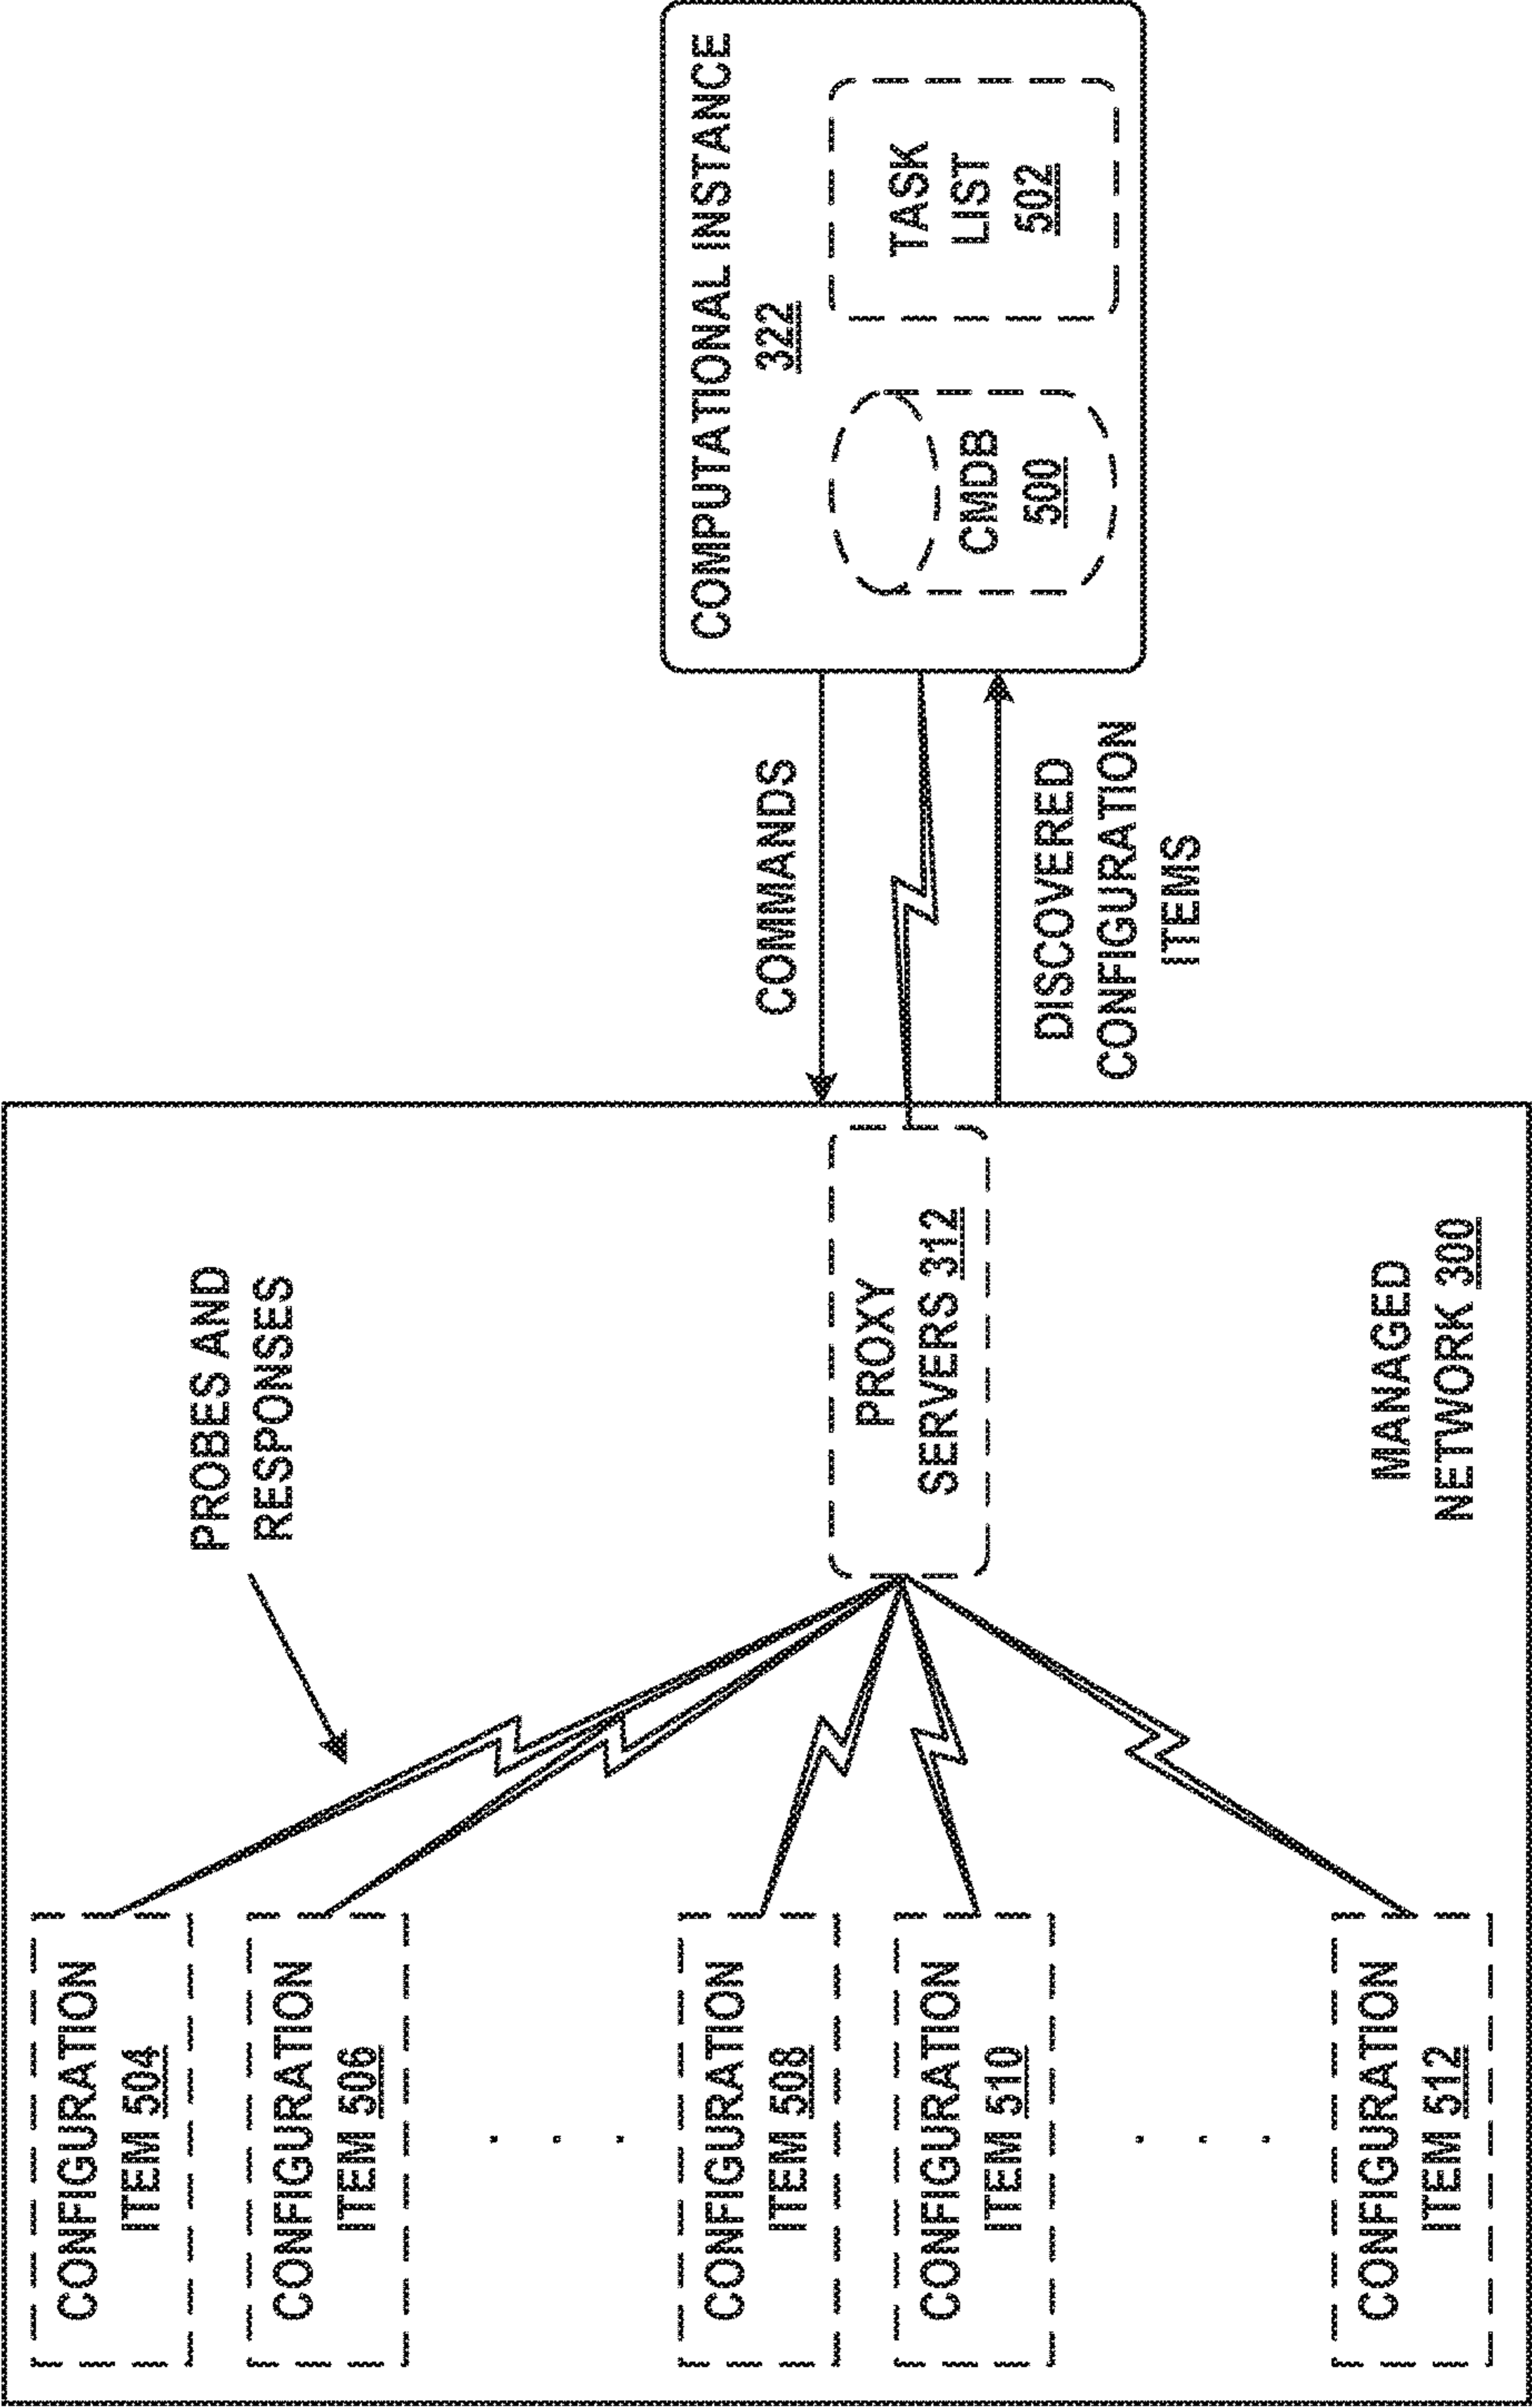 COMPUTATIONAL INSTANCE
322
CMDB
500
TASK
LIST
502
COMMANDS
DISCOVERED
CONFIGURATION
ITEMS
PROBES AND
RESPONSES
PROXY
SERVERS 312
MANAGED
NETWORK 300
CONFIGURATION
ITEM 504
CONFIGURATION
ITEM 506
. . .
CONFIGURATION
ITEM 508
CONFIGURATION
ITEM 510
. . .
CONFIGURATION
ITEM 512